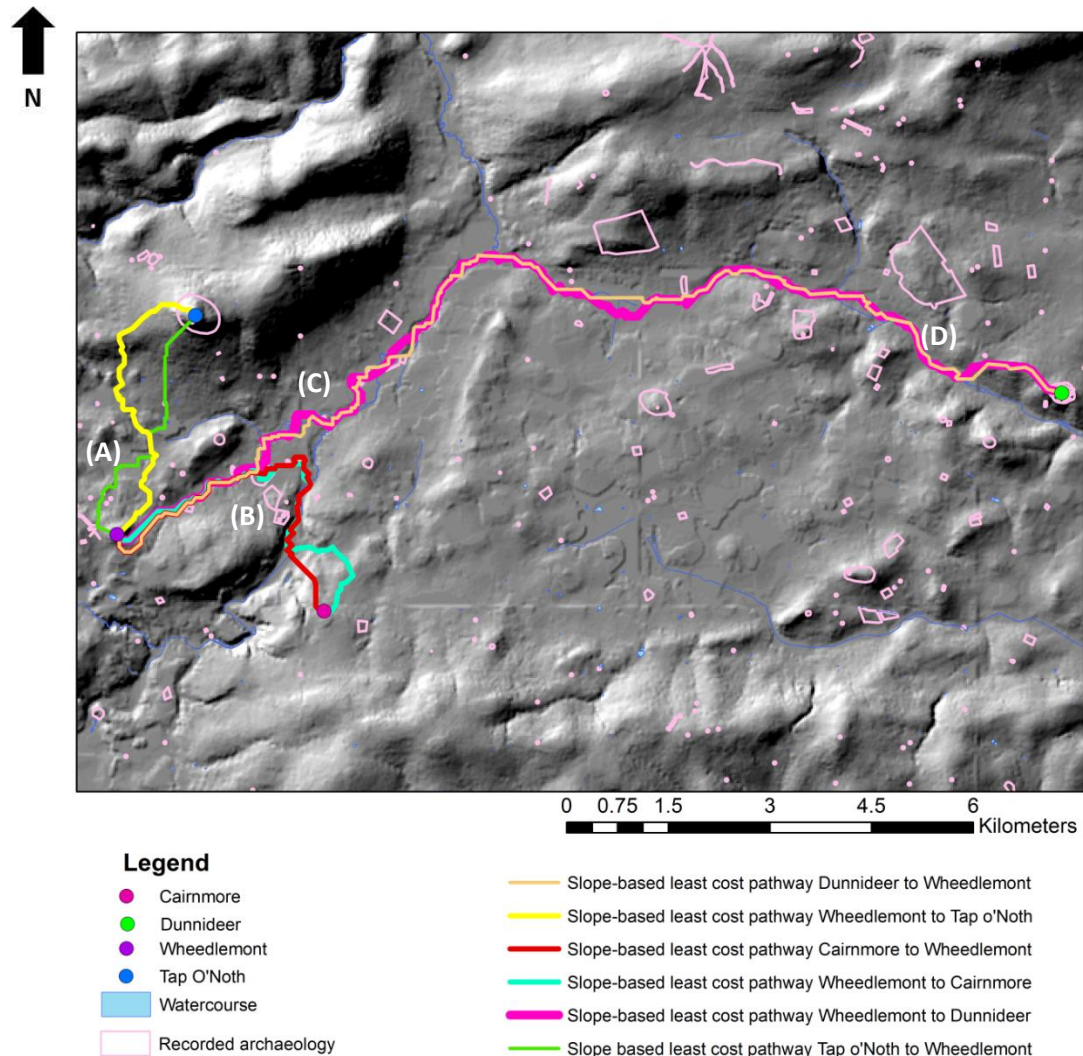 N
(A)
(B)
(C)
(D)
0 0.75 1.5 3 4.5 6
Kilometers
Legend
Cairnmore
Dunnideer
Wheedlemont
Tap O'Noth
Watercourse
Recorded archaeology
Slope-based least cost pathway Dunnideer to Wheedlemont
Slope-based least cost pathway Wheedlemont to Tap o'Noth
Slope-based least cost pathway Cairnmore to Wheedlemont
Slope-based least cost pathway Wheedlemont to Cairnmore
Slope-based least cost pathway Wheedlemont to Dunnideer
Slope based least cost pathway Tap o'Noth to Wheedlemont